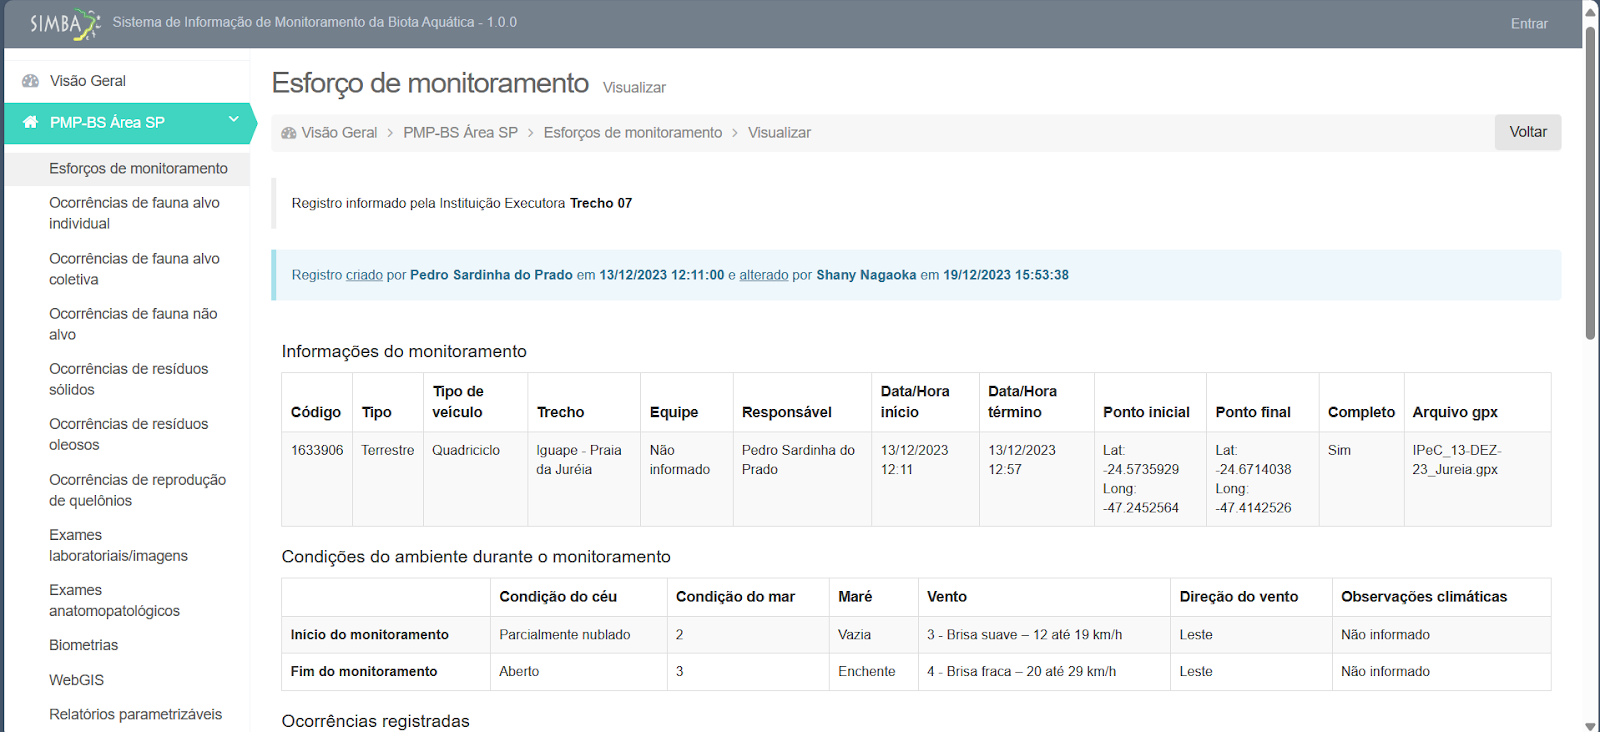 SIMBA Sistema de Informação de Monitoramento da Biota Aquática - 1.0.0 Entrar
Visão Geral
PMP-BS Área SP
Esforços de monitoramento
Ocorrências de fauna alvo
individual
Ocorrências de fauna alvo
coletiva
Ocorrências de fauna não
alvo
Ocorrências de resíduos
sólidos
Ocorrências de resíduos
oleosos
Ocorrências de reprodução
de quelônios
Exames
laboratoriais/imagens
Exames
anatomopatológicos
Biometrias
WebGIS
Relatórios parametrizáveis
Esforço de monitoramento Visualizar
Visão Geral > PMP-BS Área SP > Esforços de monitoramento > Visualizar Voltar
Registro informado pela Instituição Executora Trecho 07
Registro criado por Pedro Sardinha do Prado em 13/12/2023 12:11:00 e alterado por Shany Nagaoka em 19/12/2023 15:53:38
Informações do monitoramento
Código
Tipo
Tipo de
veículo
Trecho
Equipe
Responsável
Data/Hora
início
Data/Hora
término
Ponto inicial
Ponto final
Completo
Arquivo gpx
1633906
Terrestre
Quadriciclo
Iguape - Praia
da Juréia
Não
informado
Pedro Sardinha do
Prado
13/12/2023
12:11
13/12/2023
12:57
Lat:
-24.5735929
Long:
-47.2452564
Lat:
-24.6714038
Long:
-47.4142526
Sim
IPeC_13-DEZ-
23_Jureia.gpx
Condições do ambiente durante o monitoramento
Condição do céu Condição do mar Maré Vento Direção do vento Observações climáticas
Início do monitoramento Parcialmente nublado 2 Vazia 3 - Brisa suave – 12 até 19 km/h Leste Não informado
Fim do monitoramento Aberto 3 Enchente 4 - Brisa fraca – 20 até 29 km/h Leste Não informado
Ocorrências registradas